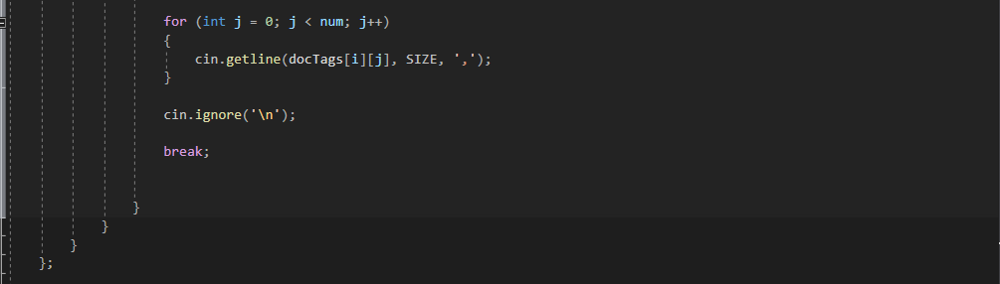 for (int j = 0; j < num; j++)
{
cin.getline(docTags[i][j], SIZE, ',');
}
cin.ignore('\n');
break;
}
}
}
};